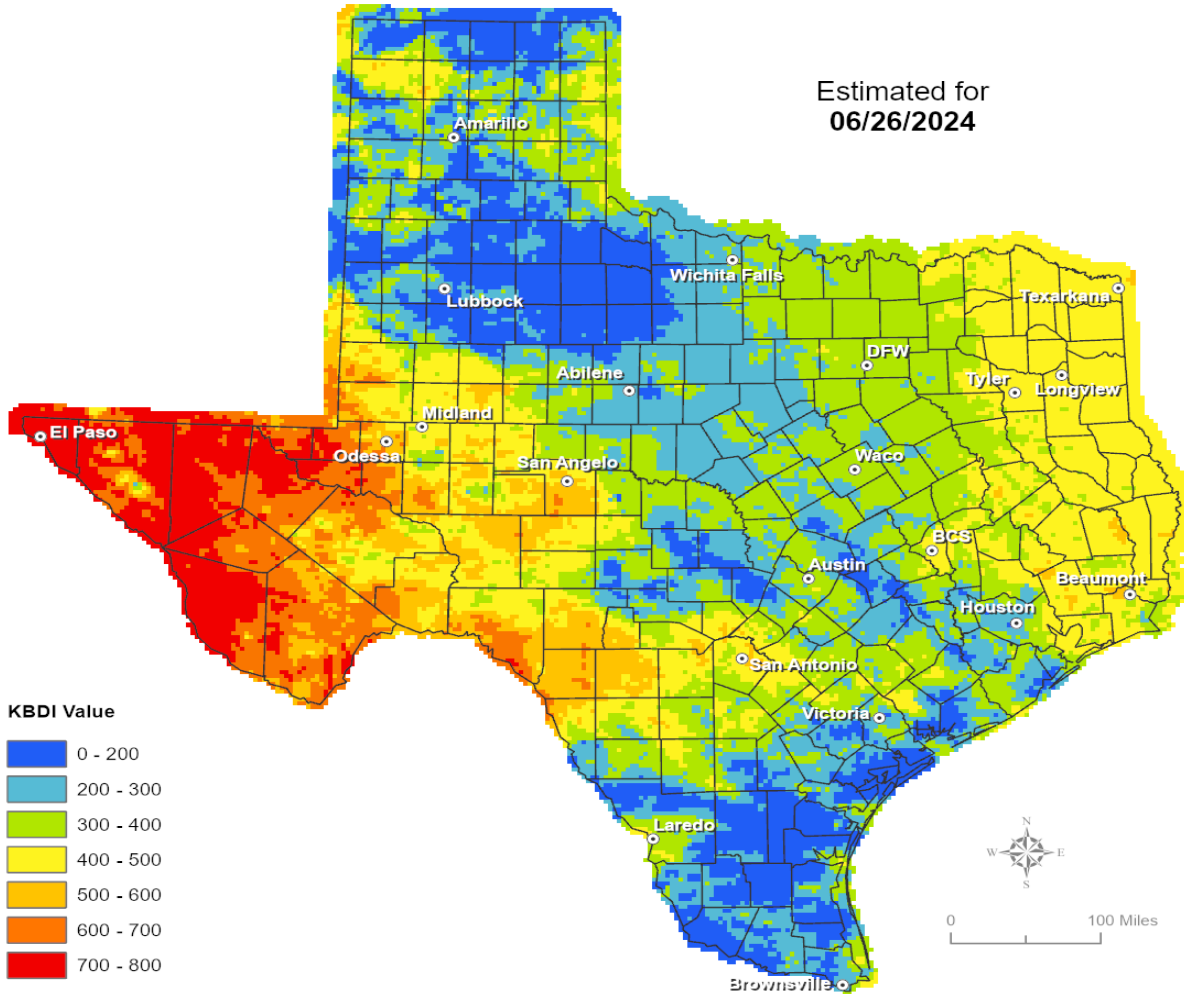 Estimated for
06/26/2024
Amarillo
Wichita Falls
Lubbock
Texarkana
DFW
Abilene
Tyler
Longview
Midland
El Paso
Odessa
San Angelo
Waco
BCS
Austin
Beaumont
Houston
San Antonio
Victoria
Laredo
Brownsville
KBDI Value
0 - 200
200 - 300
300 - 400
400 - 500
500 - 600
600 - 700
700 - 800
N
W E
S
0 100 Miles